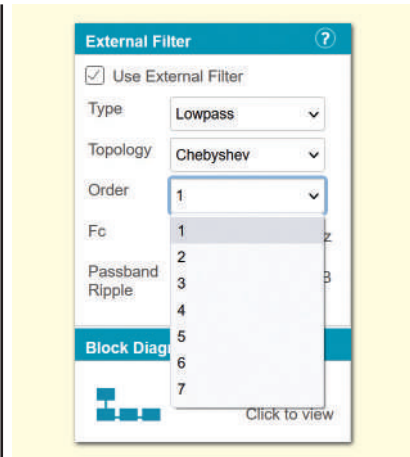 External Filter ?
Use External Filter
Type Lowpass
Topology Chebyshev
Order 1
Fc 1 z
2
Passband Ripple 3 B
4
Block Diag 5
6
7
Click to view